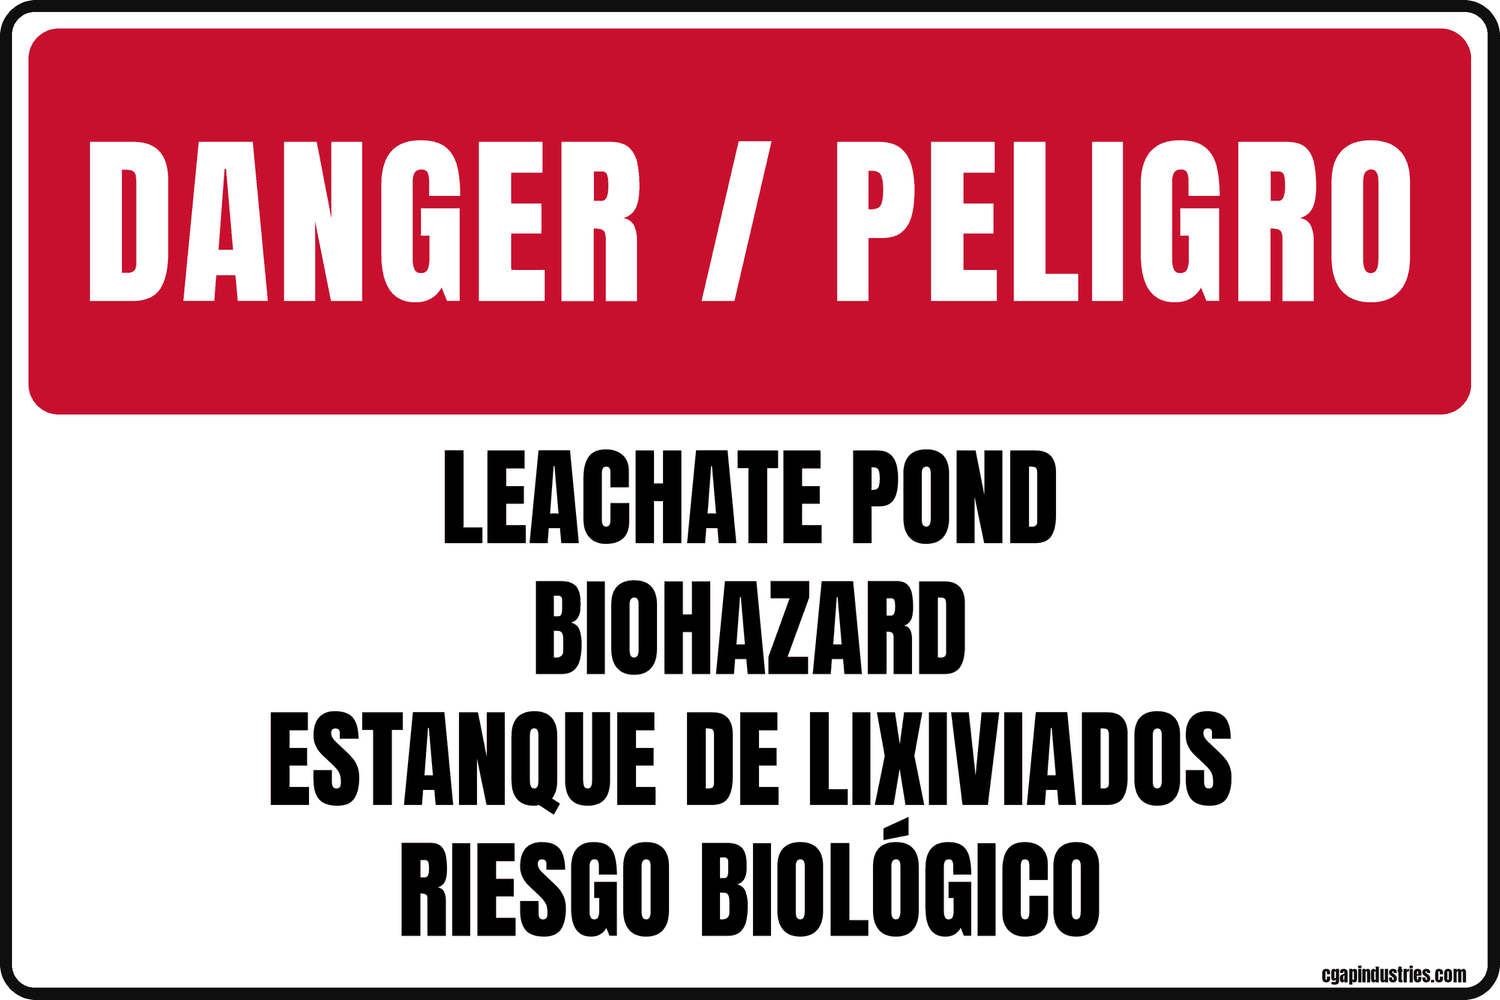 DANGER / PELIGRO
LEACHATE POND
BIOHAZARD
ESTANQUE DE LIXIVIADOS
RIESGO BIOLÓGICO
cgapindustries.com